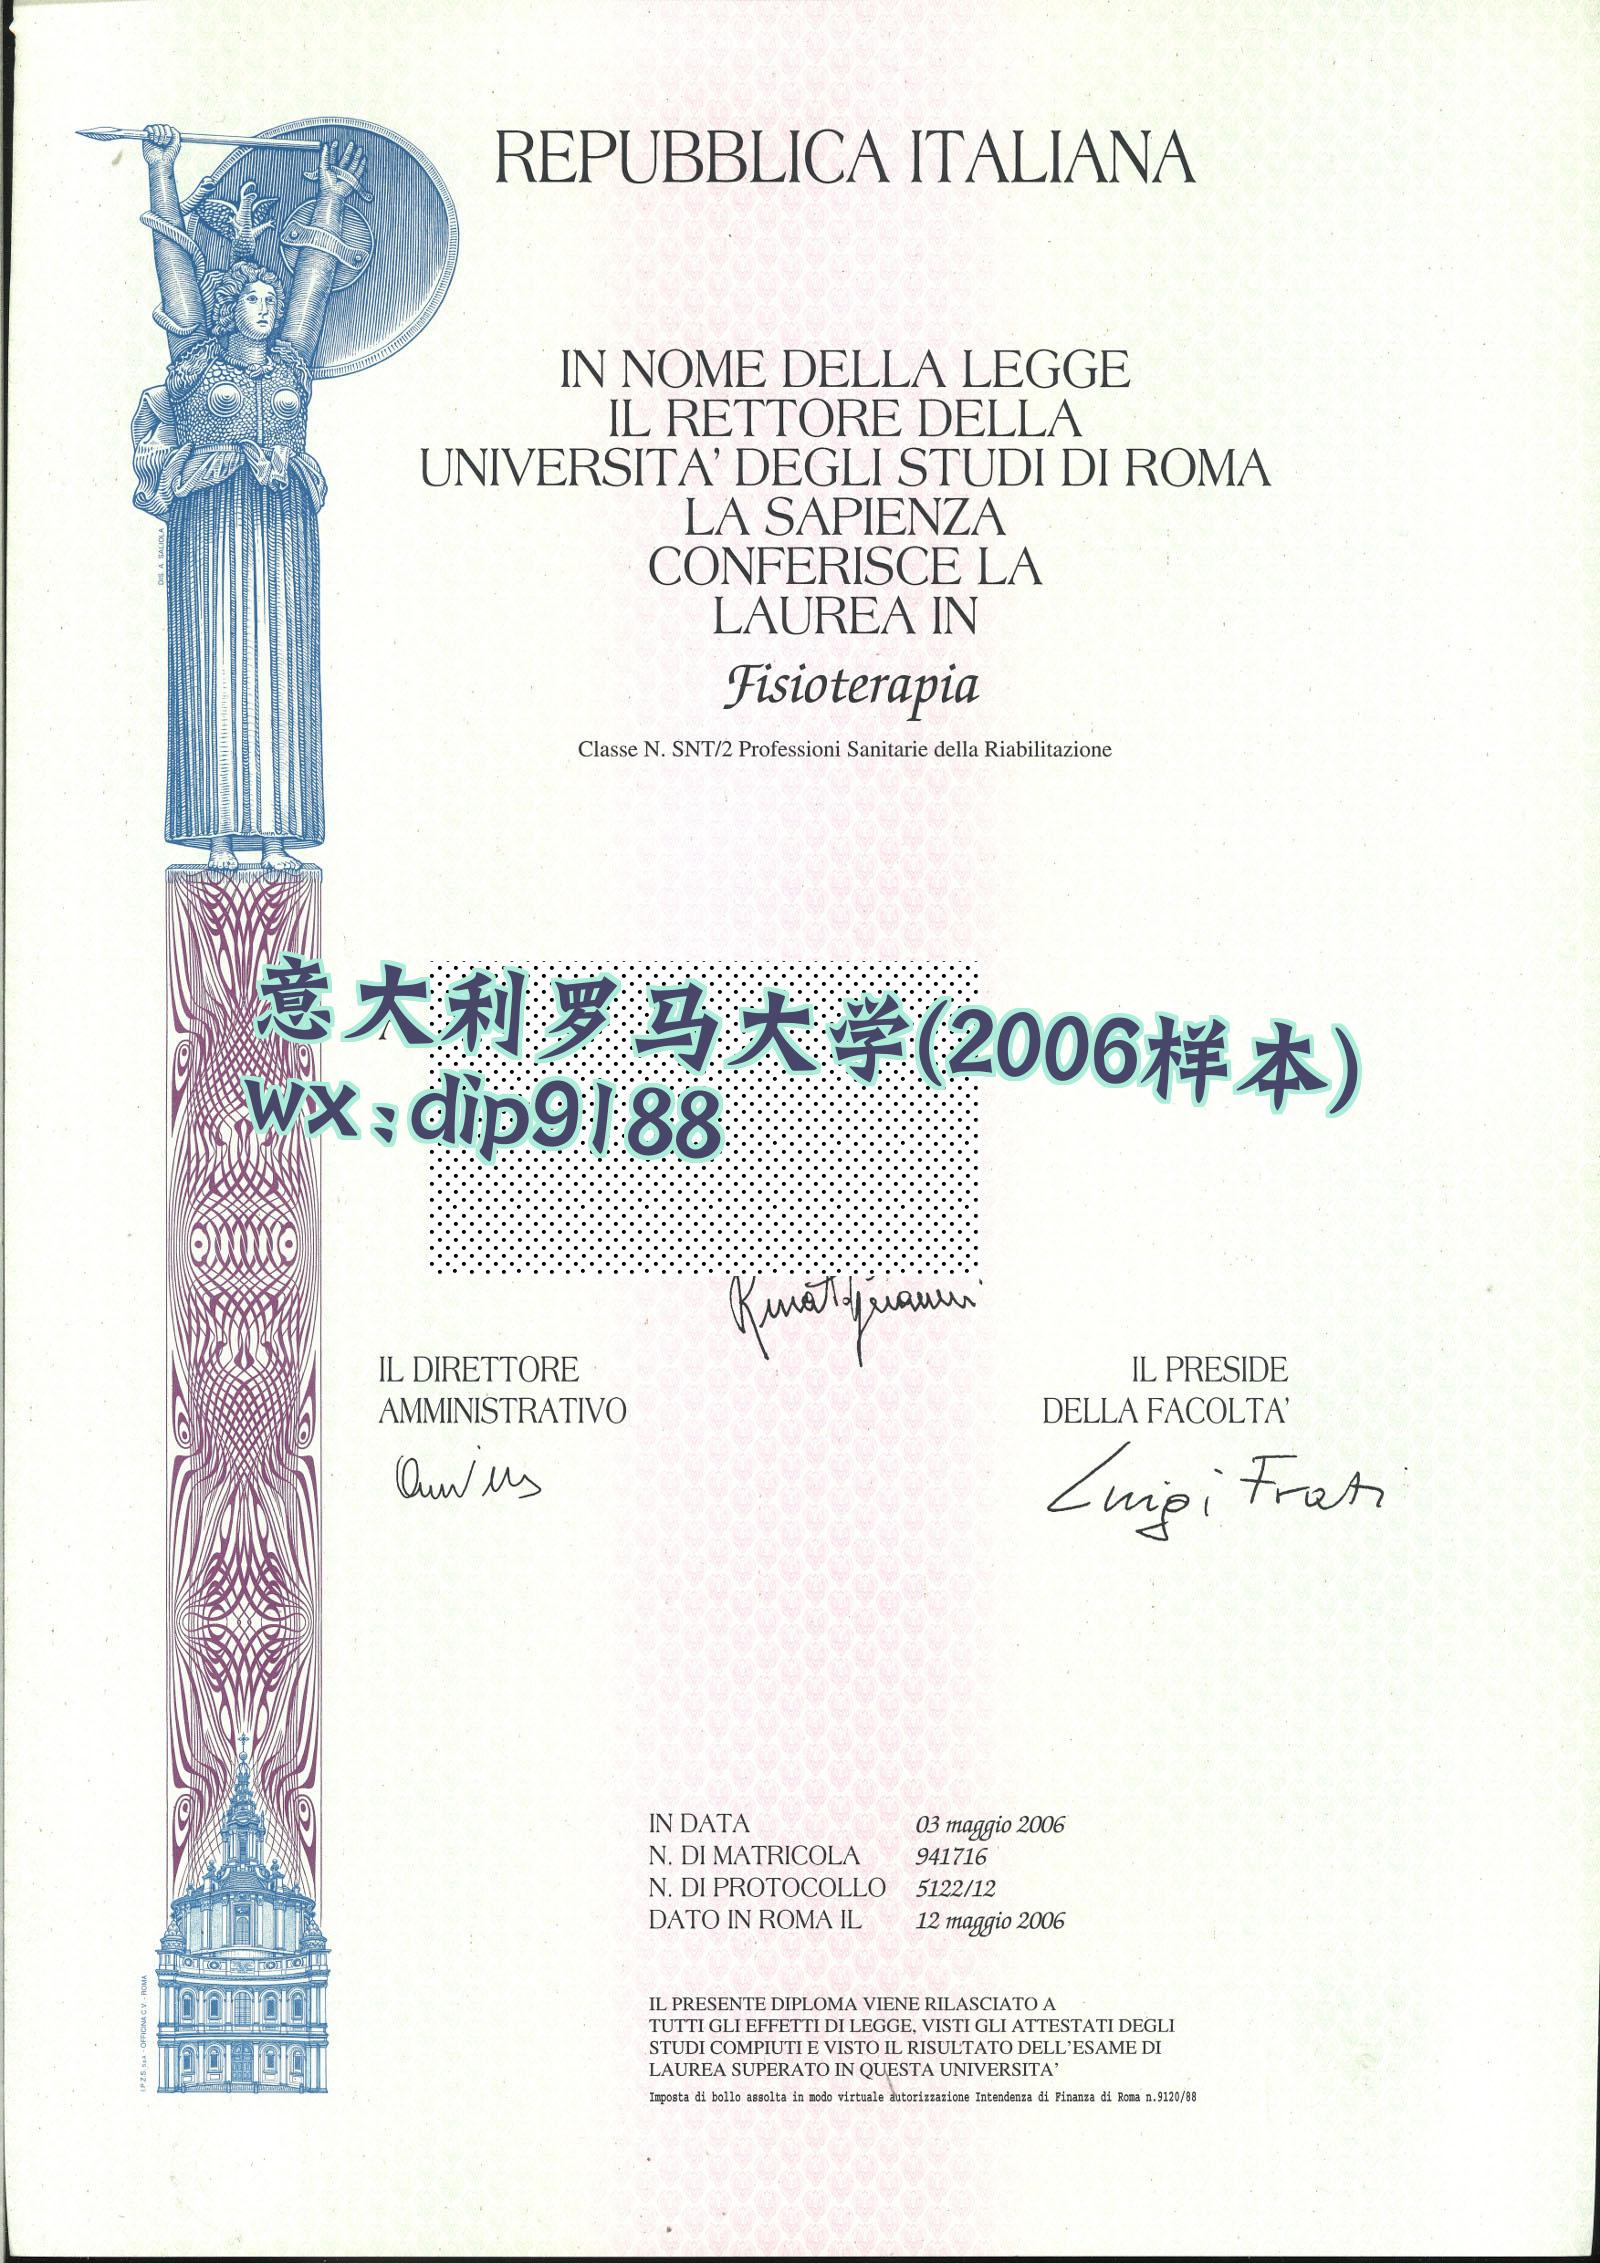 REPUBBLICA ITALIANA
IN NOME DELLA LEGGE
IL RETTORE DELLA
UNIVERSITA' DEGLI STUDI DI ROMA
LA SAPIENZA
CONFERISCE LA
LAUREA IN
Fisioterapia
Classe N. SNT/2 Professioni Sanitarie della Riabilitazione
DIS. A. SALIOLA
意大利罗马大学(2006样本)
wx:dip9188
IL DIRETTORE
AMMINISTRATIVO
IL PRESIDE
DELLA FACOLTA'
Luigi Frati
IN DATA 03 maggio 2006
N. DI MATRICOLA 941716
N. DI PROTOCOLLO 5122/12
DATO IN ROMA IL 12 maggio 2006
IL PRESENTE DIPLOMA VIENE RILASCIATO A
TUTTI GLI EFFETTI DI LEGGE, VISTI GLI ATTESTATI DEGLI
STUDI COMPIUTI E VISTO IL RISULTATO DELL'ESAME DI
LAUREA SUPERATO IN QUESTA UNIVERSITA'
Imposta di bollo assolta in modo virtuale autorizzazione Intendenza di Finanza di Roma n.9120/88
I.P.Z.S. S.p.A. - OFFICINA C.V. - ROMA